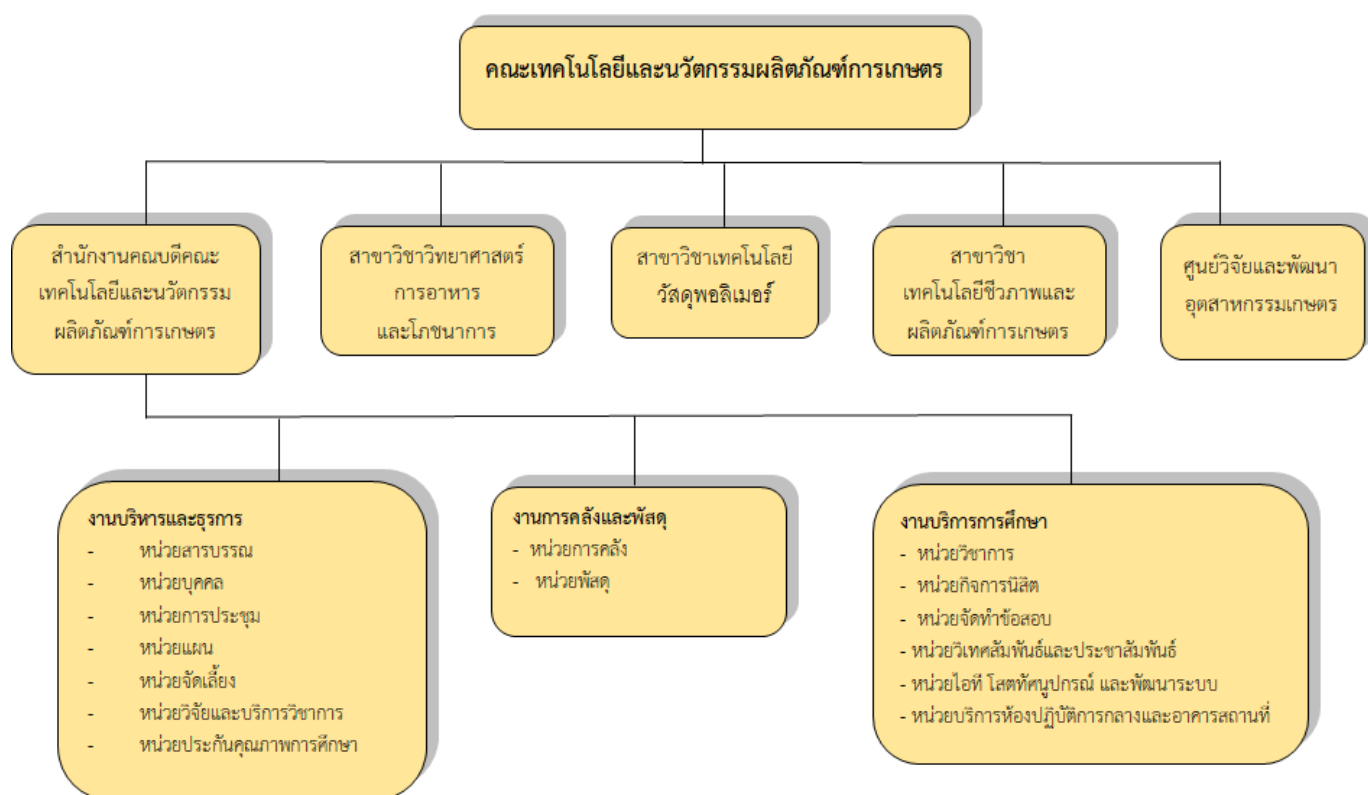 คณะเทคโนโลยีและนวัตกรรมผลิตภัณฑ์การเกษตร
สำนักงานคณบดีคณะ
เทคโนโลยีและนวัตกรรม
ผลิตภัณฑ์การเกษตร
สาขาวิชาวิทยาศาสตร์
การอาหาร
และโภชนาการ
สาขาวิชาเทคโนโลยี
วัสดุพอลิเมอร์
สาขาวิชา
เทคโนโลยีชีวภาพและ
ผลิตภัณฑ์การเกษตร
ศูนย์วิจัยและพัฒนา
อุตสาหกรรมเกษตร
งานบริหารและธุรการ
- หน่วยสารบรรณ
- หน่วยบุคคล
- หน่วยการประชุม
- หน่วยแผน
- หน่วยจัดเลี้ยง
- หน่วยวิจัยและบริการวิชาการ
- หน่วยประกันคุณภาพการศึกษา
งานการคลังและพัสดุ
- หน่วยการคลัง
- หน่วยพัสดุ
งานบริการการศึกษา
- หน่วยวิชาการ
- หน่วยกิจการนิสิต
- หน่วยจัดทำข้อสอบ
- หน่วยวิเทศสัมพันธ์และประชาสัมพันธ์
- หน่วยไอที โสตทัศนูปกรณ์ และพัฒนาระบบ
- หน่วยบริการห้องปฏิบัติการกลางและอาคารสถานที่